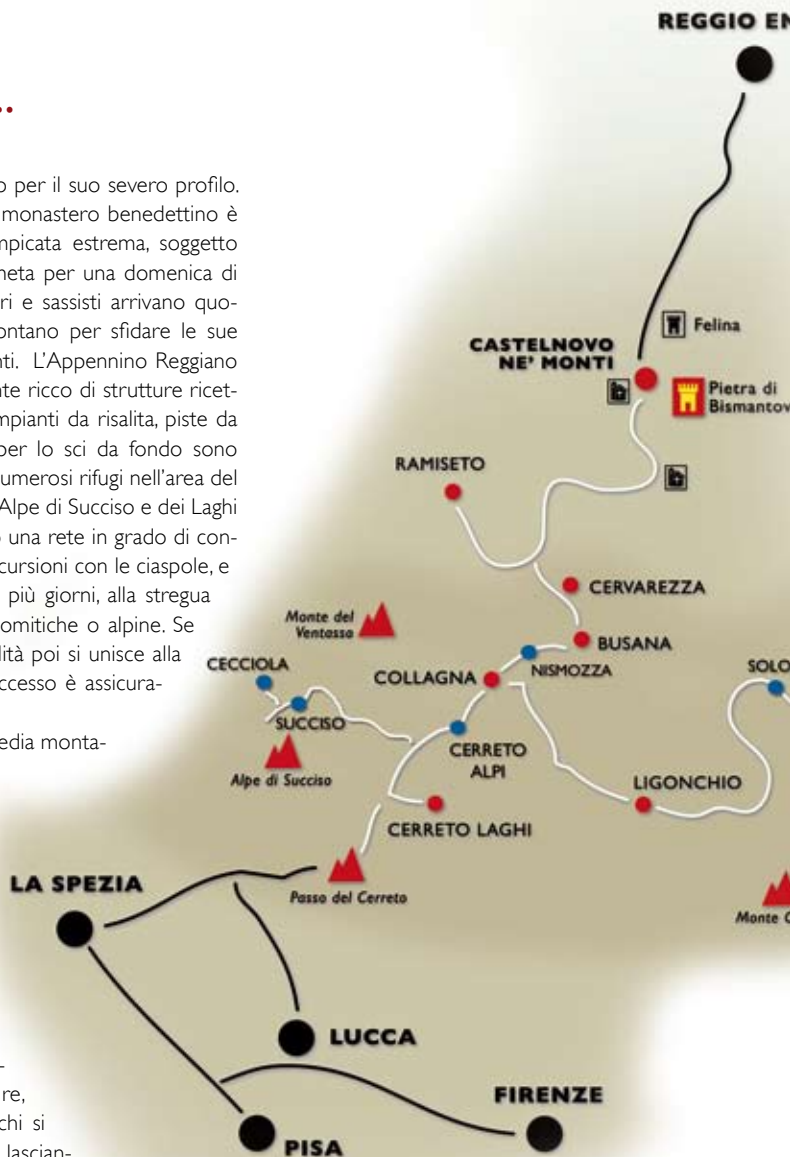 ..
o per il suo severo profilo.
monastero benedettino è
mpicata estrema, soggetto
neta per una domenica di
ri e sassisti arrivano quo-
ontano per sfidare le sue
nti. L'Appennino Reggiano
nte ricco di strutture ricet-
mpianti da risalita, piste da
per lo sci da fondo sono
umerosi rifugi nell'area del
Alpe di Succiso e dei Laghi
o una rete in grado di con-
cursioni con le ciaspole, e
più giorni, alla stregua
omitiche o alpine. Se
lità poi si unisce alla
ccesso è assicura-
edia monta-
-
re,
chi si
lascian-
REGGIO EN
Felina
CASTELNOVO
NE' MONTI
Pietra di
Bismantov
RAMISETO
CERVAREZZA
Monte del
Ventasso
BUSANA
NISMOZZA
CECCIOLA
COLLAGNA
SOLO
SUCCISO
CERRETO
ALPI
Alpe di Succiso
LIGONCHIO
CERRETO LAGHI
Passo del Cerreto
LA SPEZIA
Monte C
LUCCA
FIRENZE
PISA